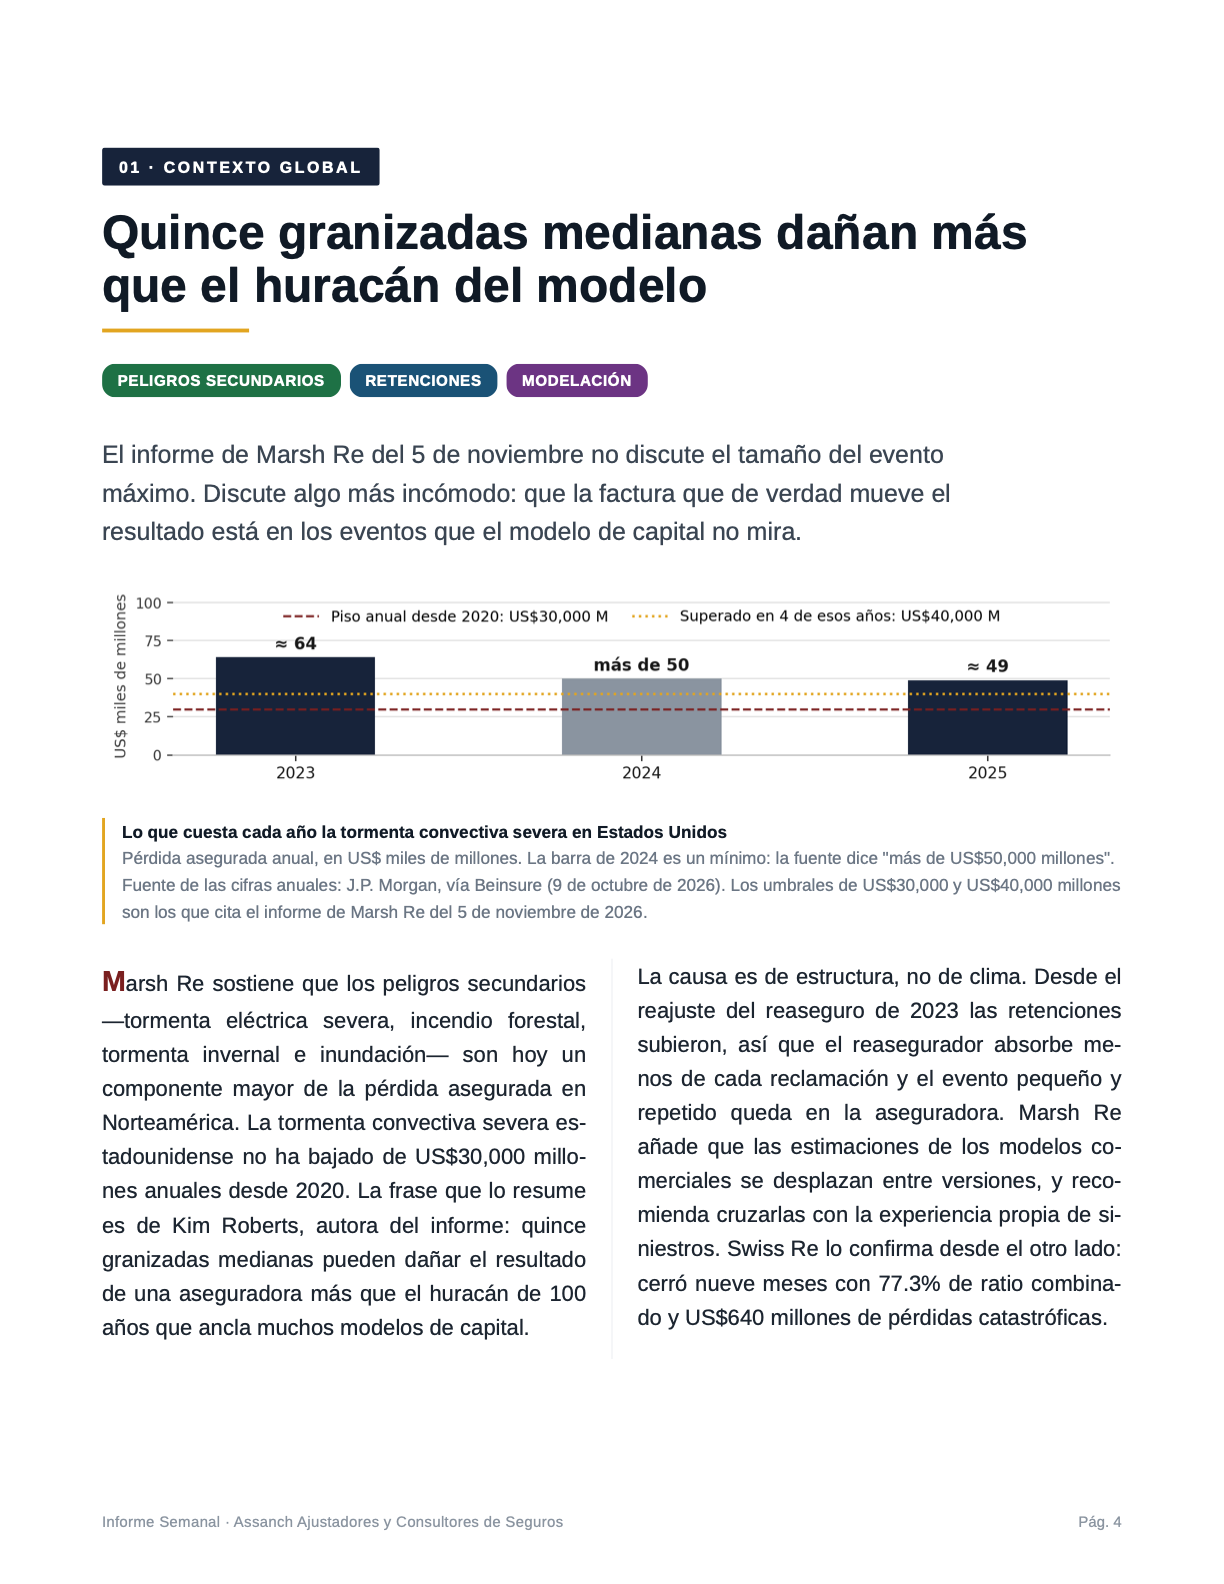 01 · CONTEXTO GLOBAL
Quince granizadas medianas dañan más
que el huracán del modelo
PELIGROS SECUNDARIOS
RETENCIONES
MODELACIÓN
El informe de Marsh Re del 5 de noviembre no discute el tamaño del evento
máximo. Discute algo más incómodo: que la factura que de verdad mueve el
resultado está en los eventos que el modelo de capital no mira.
US$ miles de millones
100
75
50
25
0
Piso anual desde 2020: US$30,000 M
Superado en 4 de esos años: US$40,000 M
≈ 64
más de 50
≈ 49
2023
2024
2025
Lo que cuesta cada año la tormenta convectiva severa en Estados Unidos
Pérdida asegurada anual, en US$ miles de millones. La barra de 2024 es un mínimo: la fuente dice "más de US$50,000 millones".
Fuente de las cifras anuales: J.P. Morgan, vía Beinsure (9 de octubre de 2026). Los umbrales de US$30,000 y US$40,000 millones
son los que cita el informe de Marsh Re del 5 de noviembre de 2026.
Marsh Re sostiene que los peligros secundarios
—tormenta eléctrica severa, incendio forestal,
tormenta invernal e inundación— son hoy un
componente mayor de la pérdida asegurada en
Norteamérica. La tormenta convectiva severa es-
tadounidense no ha bajado de US$30,000 millo-
nes anuales desde 2020. La frase que lo resume
es de Kim Roberts, autora del informe: quince
granizadas medianas pueden dañar el resultado
de una aseguradora más que el huracán de 100
años que ancla muchos modelos de capital.
La causa es de estructura, no de clima. Desde el
reajuste del reaseguro de 2023 las retenciones
subieron, así que el reasegurador absorbe me-
nos de cada reclamación y el evento pequeño y
repetido queda en la aseguradora. Marsh Re
añade que las estimaciones de los modelos co-
merciales se desplazan entre versiones, y reco-
mienda cruzarlas con la experiencia propia de si-
niestros. Swiss Re lo confirma desde el otro lado:
cerró nueve meses con 77.3% de ratio combina-
do y US$640 millones de pérdidas catastróficas.
Informe Semanal · Assanch Ajustadores y Consultores de Seguros
Pág. 4